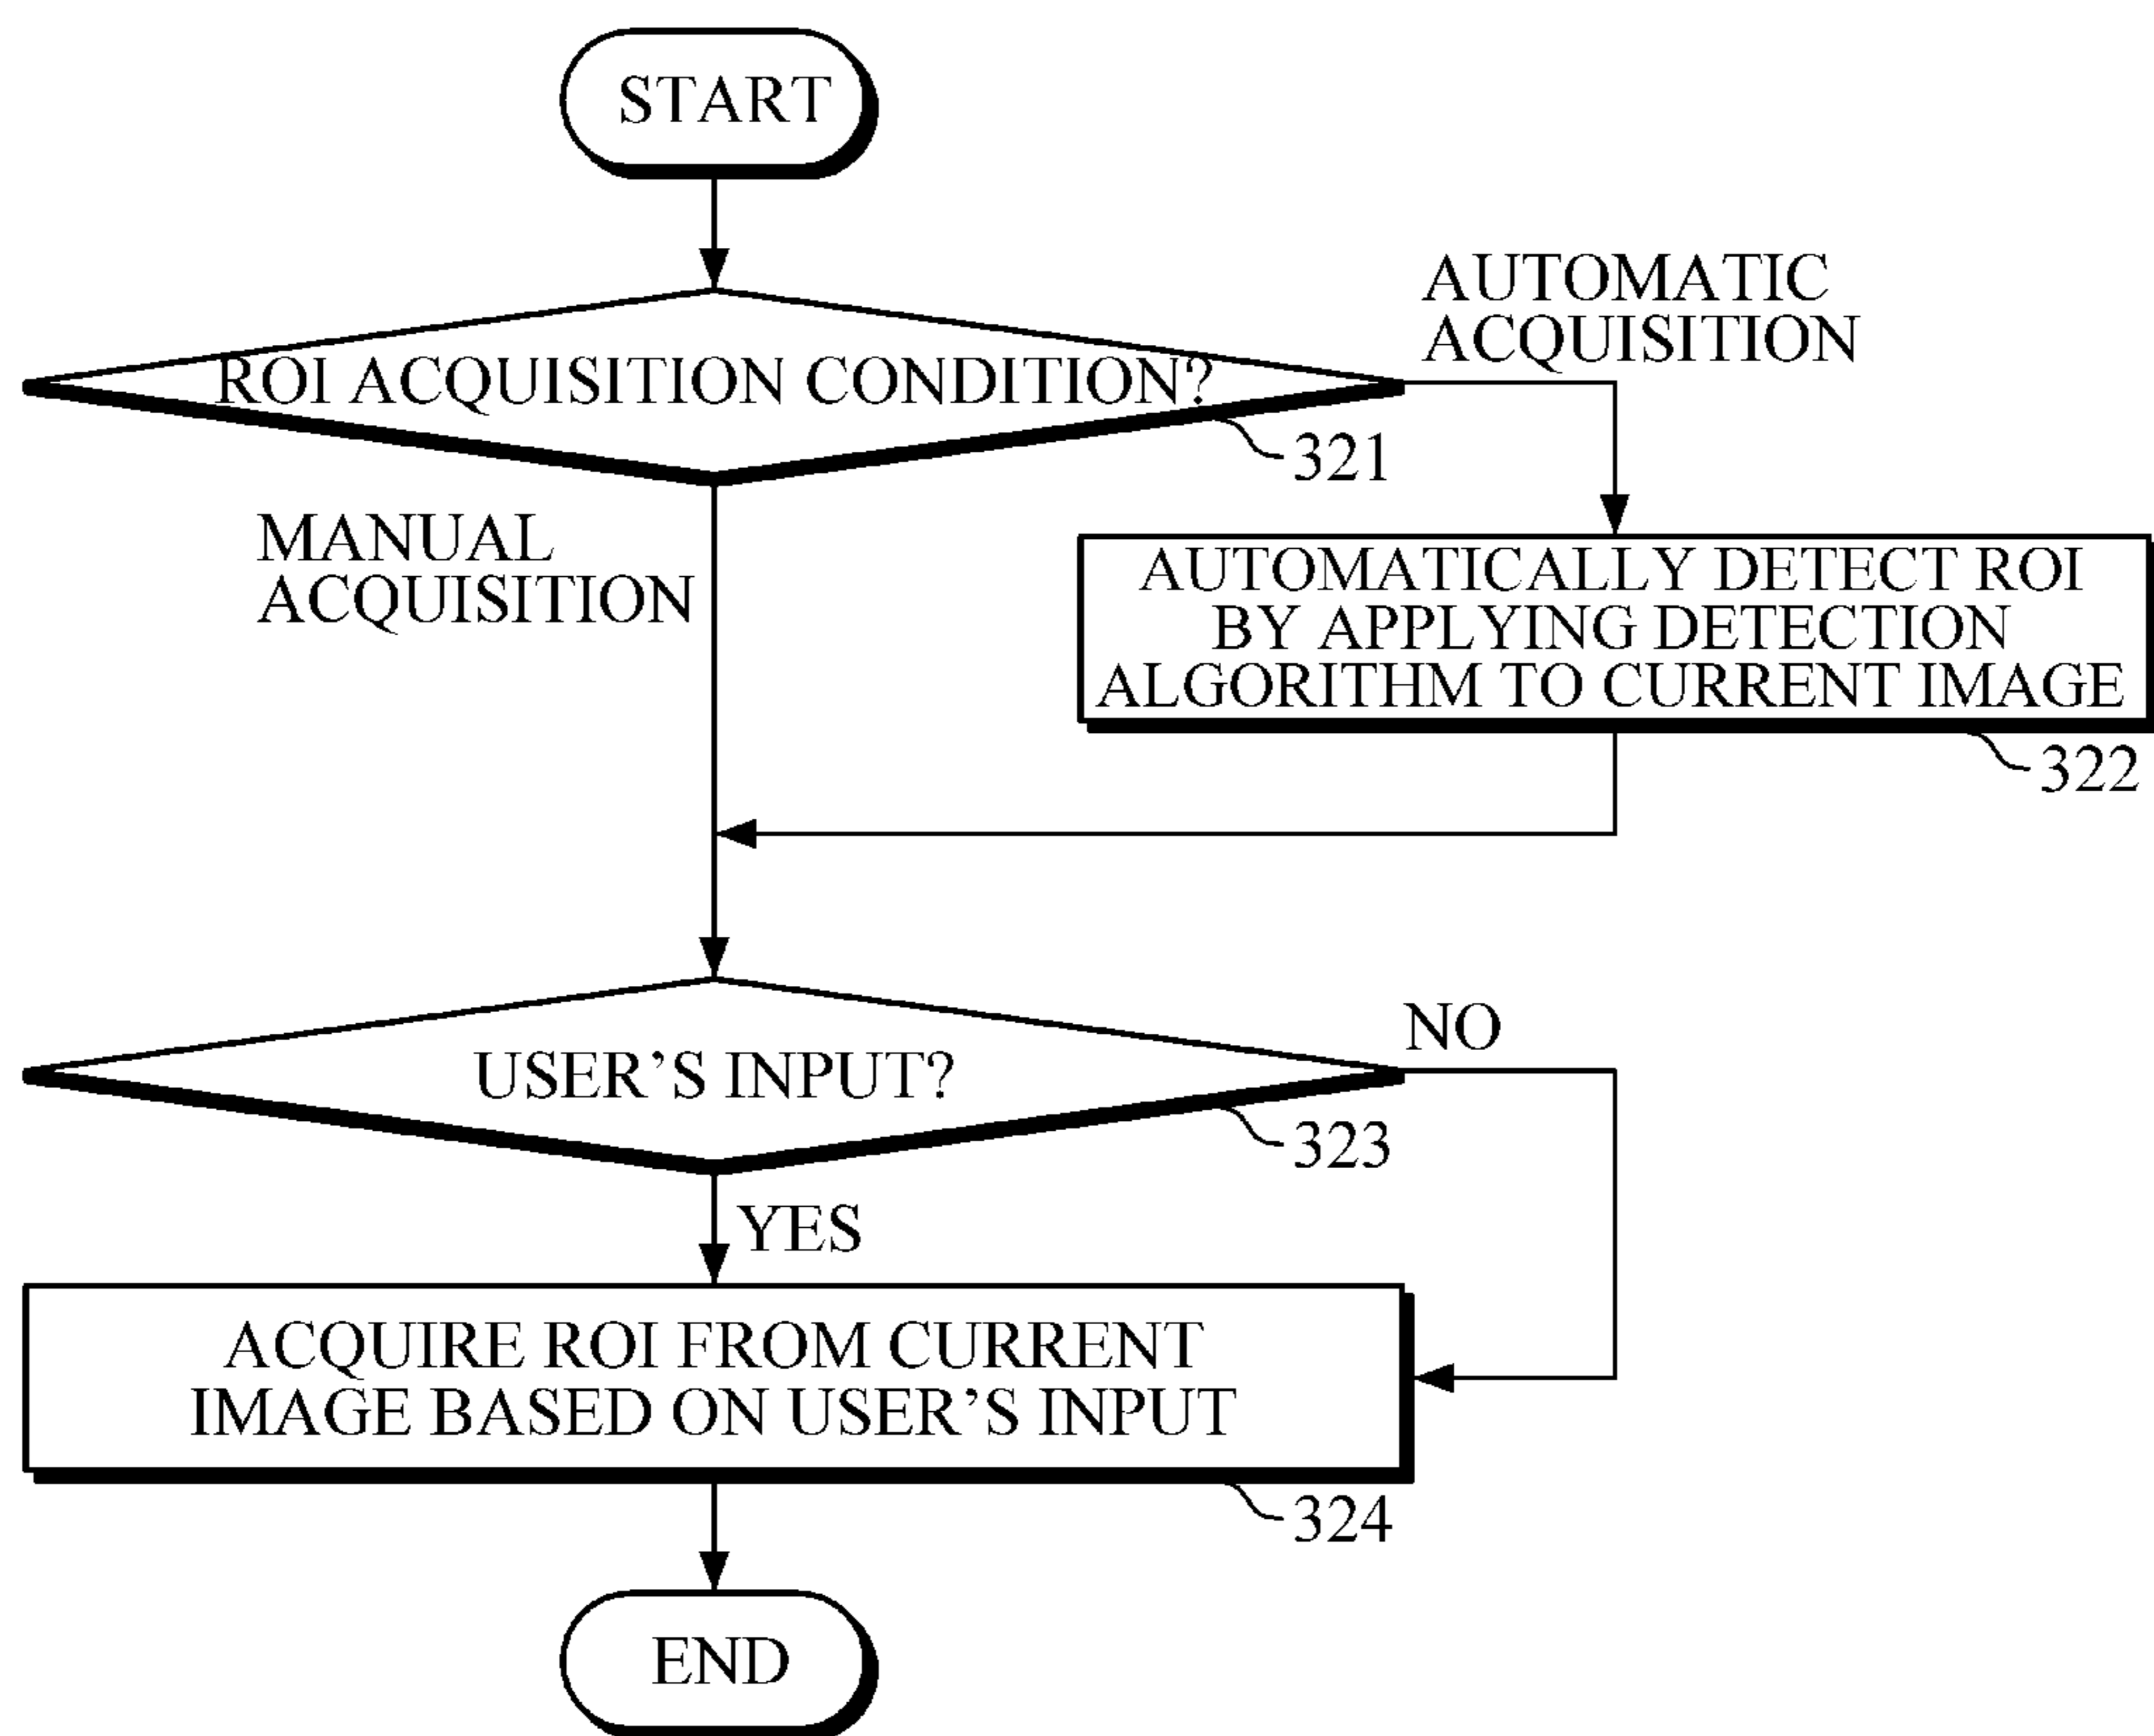 START
ROI ACQUISITION CONDITION?
321
AUTOMATIC
ACQUISITION
MANUAL
ACQUISITION
AUTOMATICALLY DETECT ROI
BY APPLYING DETECTION
ALGORITHM TO CURRENT IMAGE
322
USER'S INPUT?
323
NO
YES
ACQUIRE ROI FROM CURRENT
IMAGE BASED ON USER'S INPUT
324
END